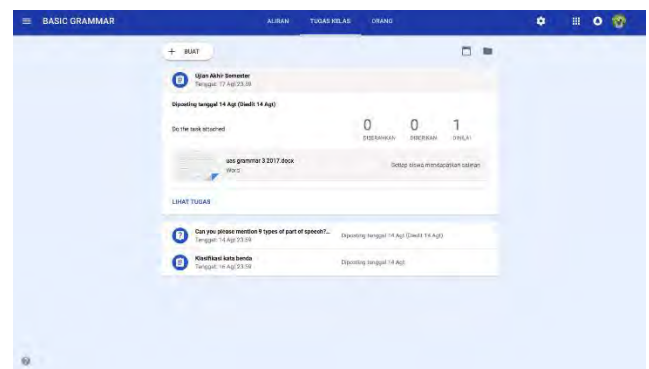 BASIC GRAMMAR
ALIRAN TUGAS KELAS ORANG
+ BUAT
Ujian Akhir Semester
Tenggat: 17 Agt 23.59
Diposting tanggal 14 Agt (Diedit 14 Agt)
Do the task attached
0 0 1
DISERAHKAN DIBERIKAN DINILAI
uas grammar 3 2017.docx
Word
Setiap siswa mendapatkan salinan
LIHAT TUGAS
Can you please mention 9 types of part of speech?...
Tenggat: 14 Agt 23.59
Diposting tanggal 14 Agt (Diedit 14 Agt)
Klasifikasi kata benda
Tenggat: 16 Agt 23.59
Diposting tanggal 14 Agt